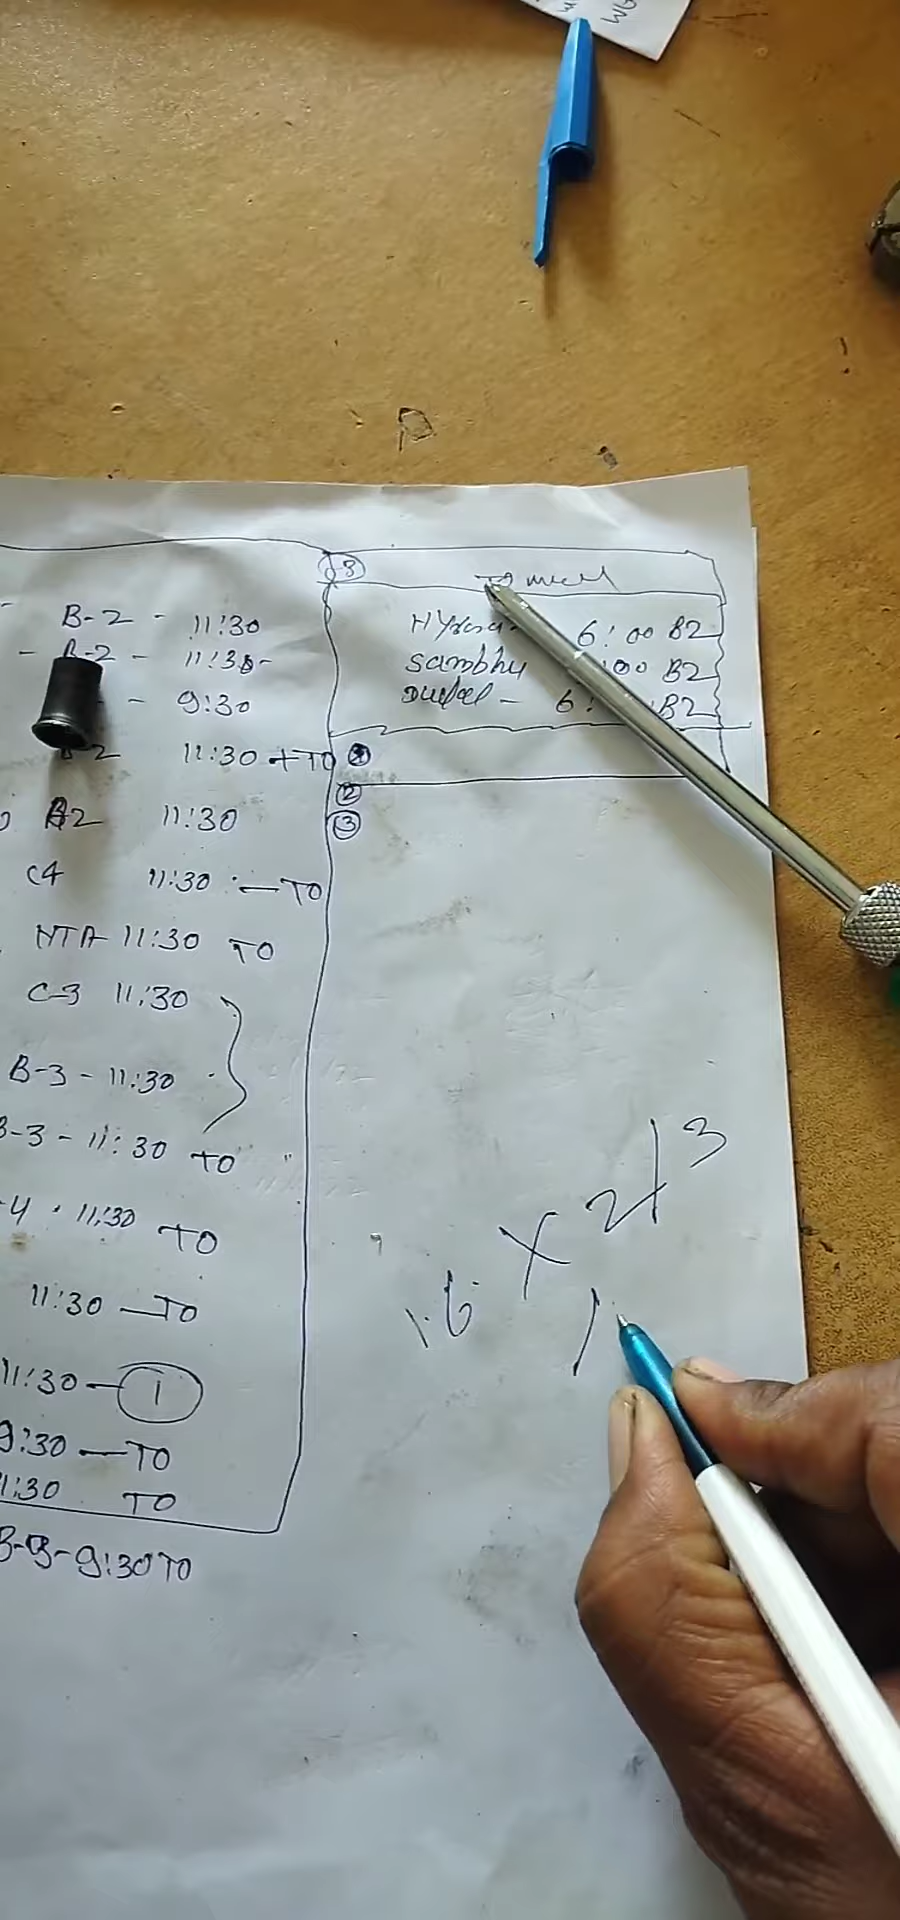 B-2 - 11:30
B-2 - 11:30-
- 9:30
B-2 11:30 +TO
A2 11:30
C4 11:30 - TO
NTA 11:30 TO
C-3 11:30
B-3 - 11:30
B-3 - 11:30 TO
-4 · 11:30 TO
11:30 - TO
11:30 - 1
9:30 - TO
11:30 TO
9:30 TO
3
TO
6:00 B2
sambhu :00 B2
6: B2
2
3
16 X 2/3